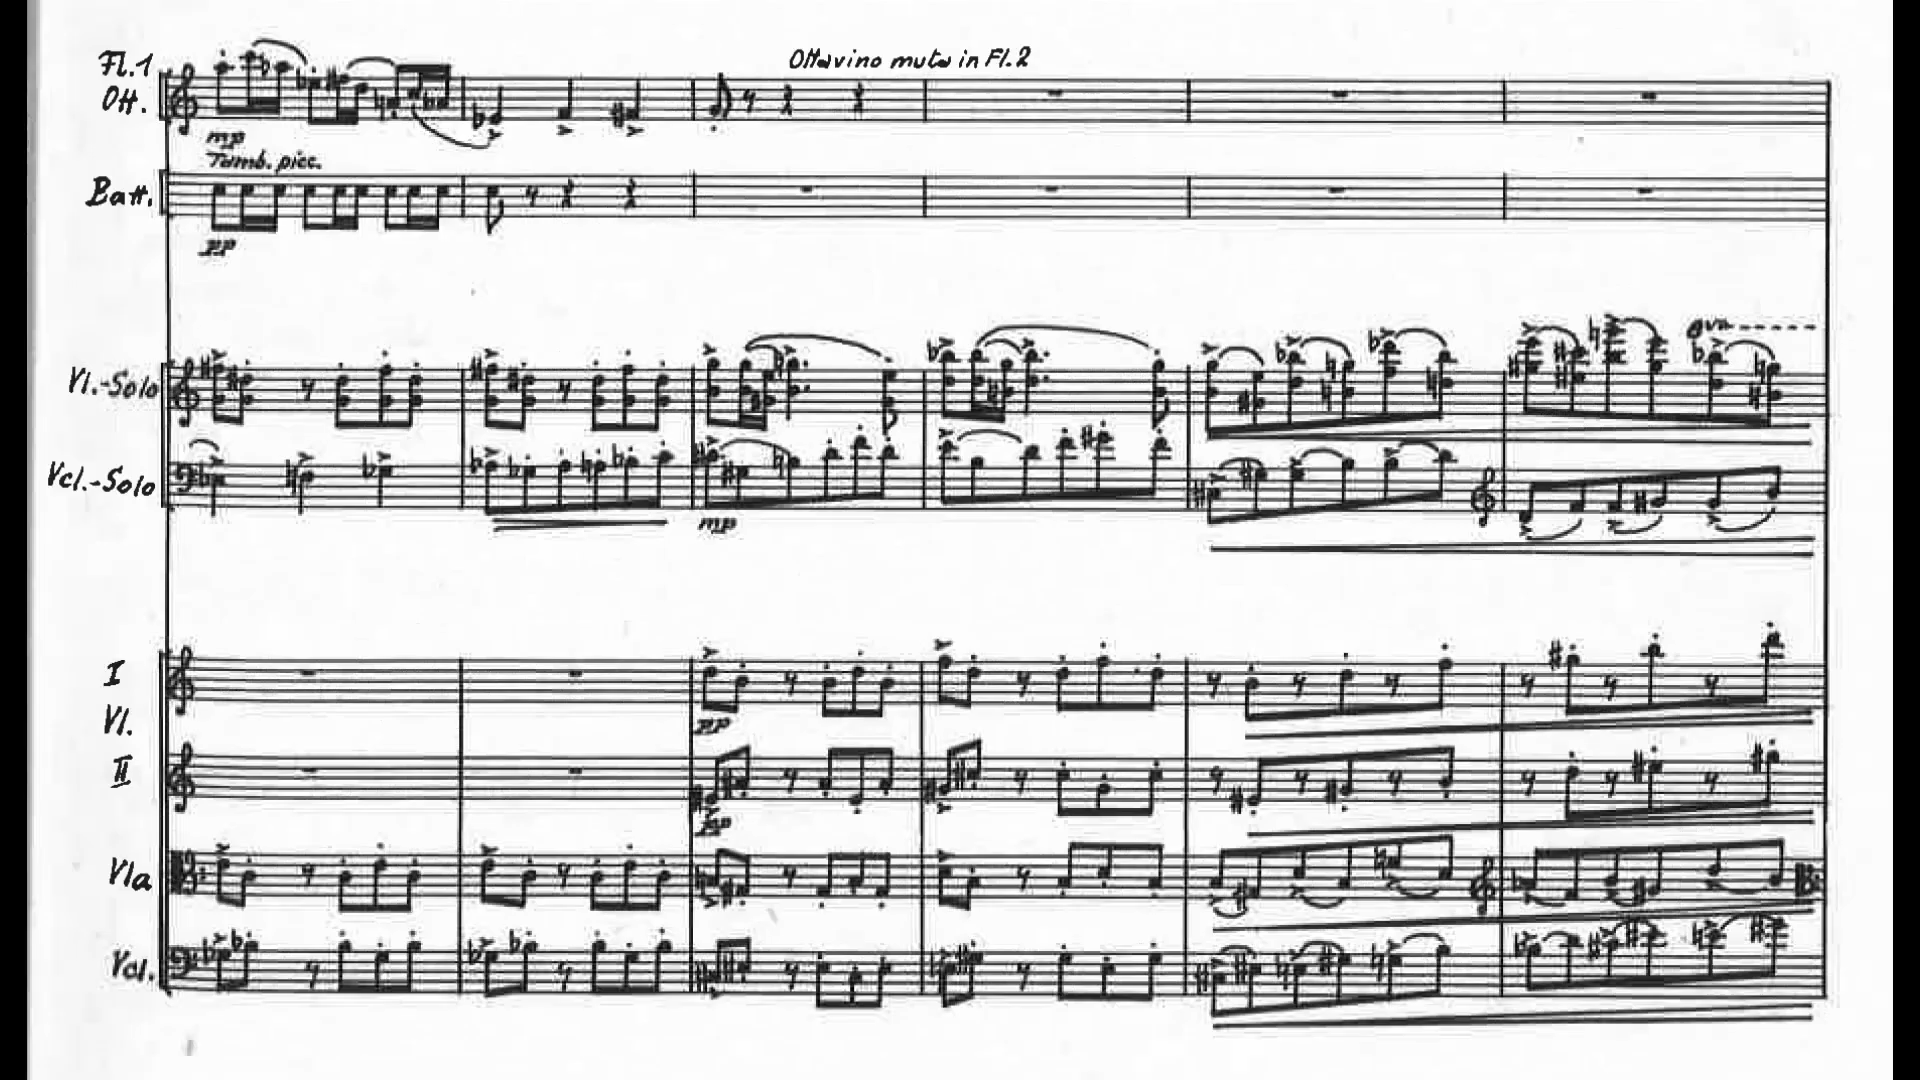 Fl.1
Ott.
Ottavino muta in Fl.2
mp
Tamb. picc.
Batt.
pp
Vl.-Solo
8va
Vcl.-Solo
mp
I
Vl.
pp
II
pp
Vla
Vcl.